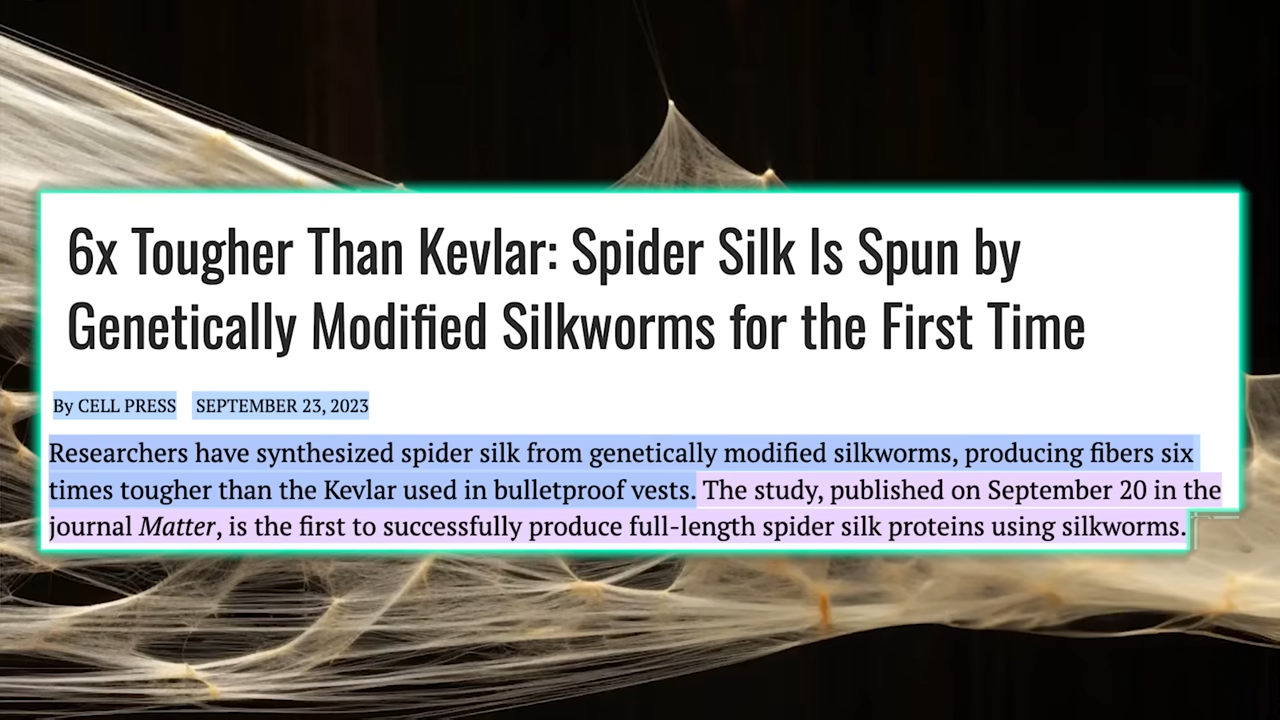 6x Tougher Than Kevlar: Spider Silk Is Spun by
Genetically Modified Silkworms for the First Time
By CELL PRESS SEPTEMBER 23, 2023
Researchers have synthesized spider silk from genetically modified silkworms, producing fibers six
times tougher than the Kevlar used in bulletproof vests. The study, published on September 20 in the
journal Matter, is the first to successfully produce full-length spider silk proteins using silkworms.